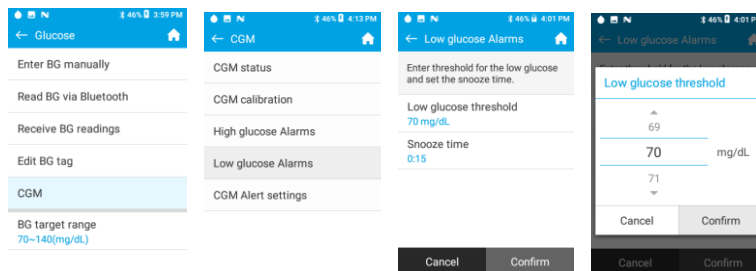 46% 3:59 PM
← Glucose
Enter BG manually
Read BG via Bluetooth
Receive BG readings
Edit BG tag
CGM
BG target range
70~140(mg/dL)
46% 4:13 PM
← CGM
CGM status
CGM calibration
High glucose Alarms
Low glucose Alarms
CGM Alert settings
46% 4:01 PM
← Low glucose Alarms
Enter threshold for the low glucose
and set the snooze time.
Low glucose threshold
70 mg/dL
Snooze time
0:15
Cancel Confirm
46% 4:01 P
← Low glucose Alarms
Low glucose threshold
69
70 mg/dL
71
Cancel Confirm
Cancel Confirm